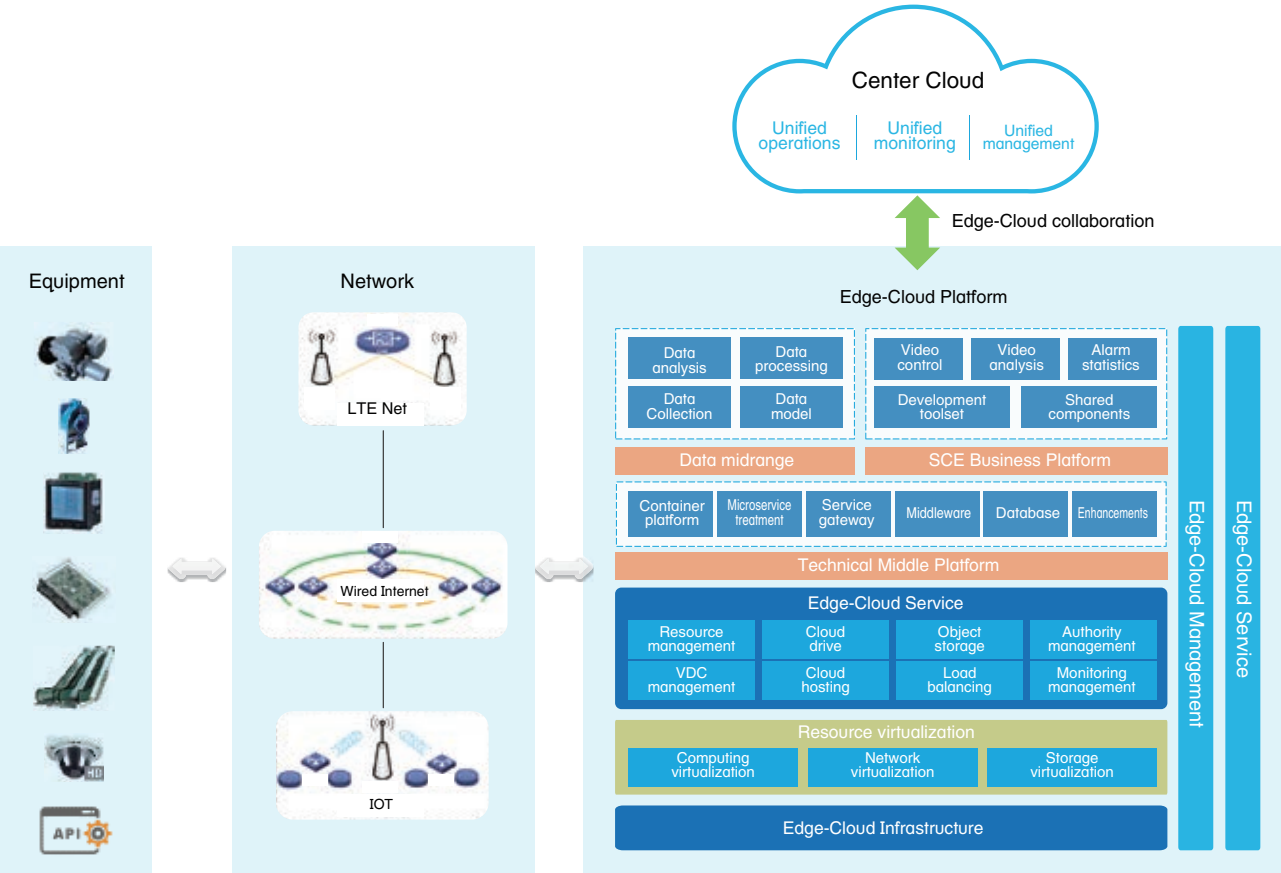 Center Cloud
Unified
operations
Unified
monitoring
Unified
management
Edge-Cloud collaboration
Equipment
HD
API
Network
LTE Net
Wired Internet
IOT
Edge-Cloud Platform
Data
analysis
Data
processing
Data
Collection
Data
model
Video
control
Video
analysis
Alarm
statistics
Development
toolset
Shared
components
Data midrange
SCE Business Platform
Container
platform
Microservice
treatment
Service
gateway
Middleware
Database
Enhancements
Technical Middle Platform
Edge-Cloud Service
Resource
management
Cloud
drive
Object
storage
Authority
management
VDC
management
Cloud
hosting
Load
balancing
Monitoring
management
Resource virtualization
Computing
virtualization
Network
virtualization
Storage
virtualization
Edge-Cloud Infrastructure
Edge-Cloud Management
Edge-Cloud Service